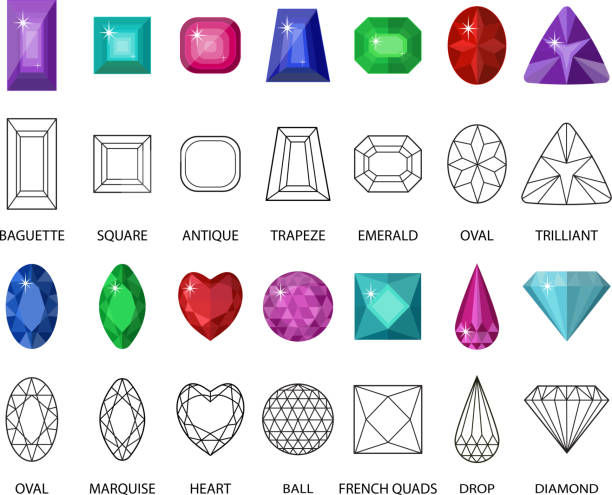 BAGUETTE SQUARE ANTIQUE TRAPEZE EMERALD OVAL TRILLIANT
OVAL MARQUISE HEART BALL FRENCH QUADS DROP DIAMOND